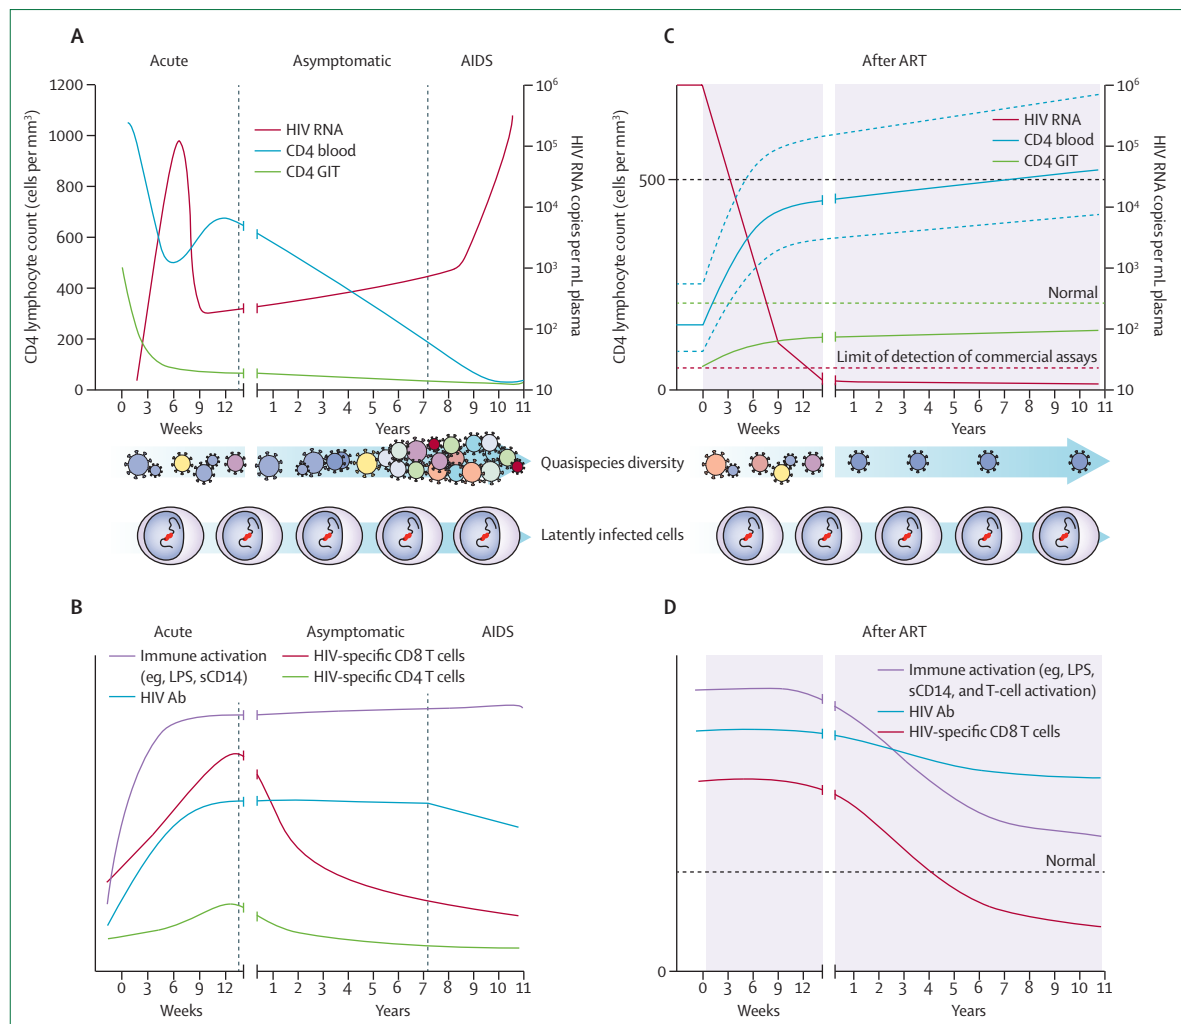 A
Acute
Asymptomatic
AIDS
CD4 lymphocyte count (cells per mm³)
1200
1000
800
600
400
200
0
HIV RNA
CD4 blood
CD4 GIT
10⁶
10⁵
10⁴
10³
10²
10
HIV RNA copies per mL plasma
0 3 6 9 12 1 2 3 4 5 6 7 8 9 10 11
Weeks
Years
C
After ART
CD4 lymphocyte count (cells per mm³)
500
0
HIV RNA
CD4 blood
CD4 GIT
Normal
Limit of detection of commercial assays
10⁶
10⁵
10⁴
10³
10²
10
HIV RNA copies per mL plasma
0 3 6 9 12 1 2 3 4 5 6 7 8 9 10 11
Weeks
Years
Quasispecies diversity
Latently infected cells
B
Acute
Asymptomatic
AIDS
Immune activation
(eg, LPS, sCD14)
HIV Ab
HIV-specific CD8 T cells
HIV-specific CD4 T cells
0 3 6 9 12 1 2 3 4 5 6 7 8 9 10 11
Weeks
Years
D
After ART
Immune activation (eg, LPS,
sCD14, and T-cell activation)
HIV Ab
HIV-specific CD8 T cells
Normal
0
0 3 6 9 12 1 2 3 4 5 6 7 8 9 10 11
Weeks
Years